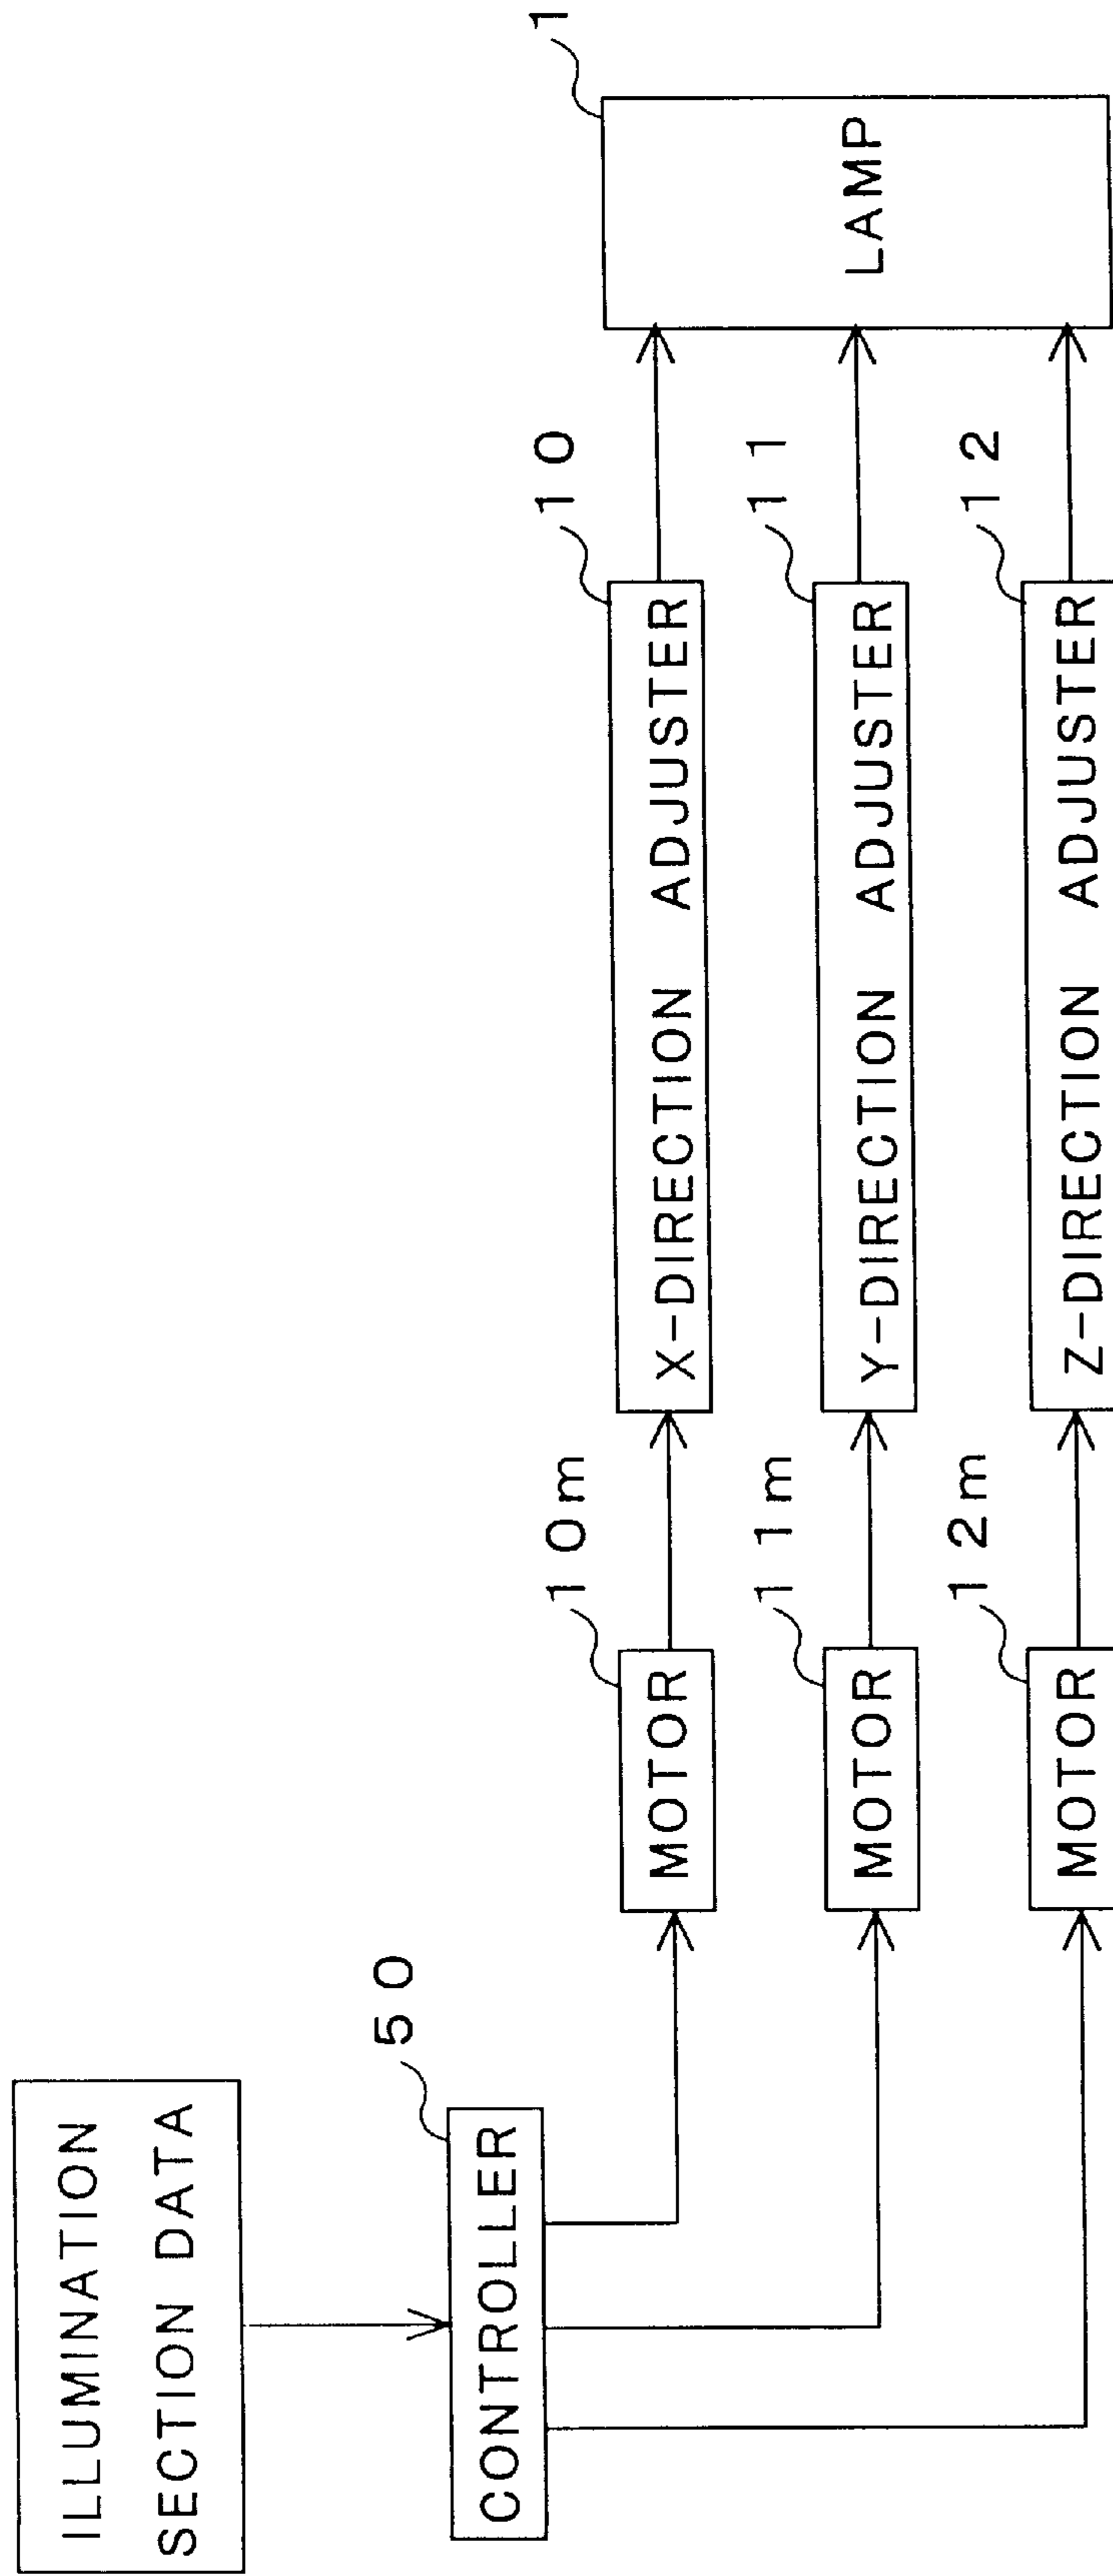 ILLUMINATION
SECTION DATA
50
CONTROLLER
10m
MOTOR
10
X-DIRECTION ADJUSTER
11m
MOTOR
11
Y-DIRECTION ADJUSTER
12m
MOTOR
12
Z-DIRECTION ADJUSTER
1
LAMP